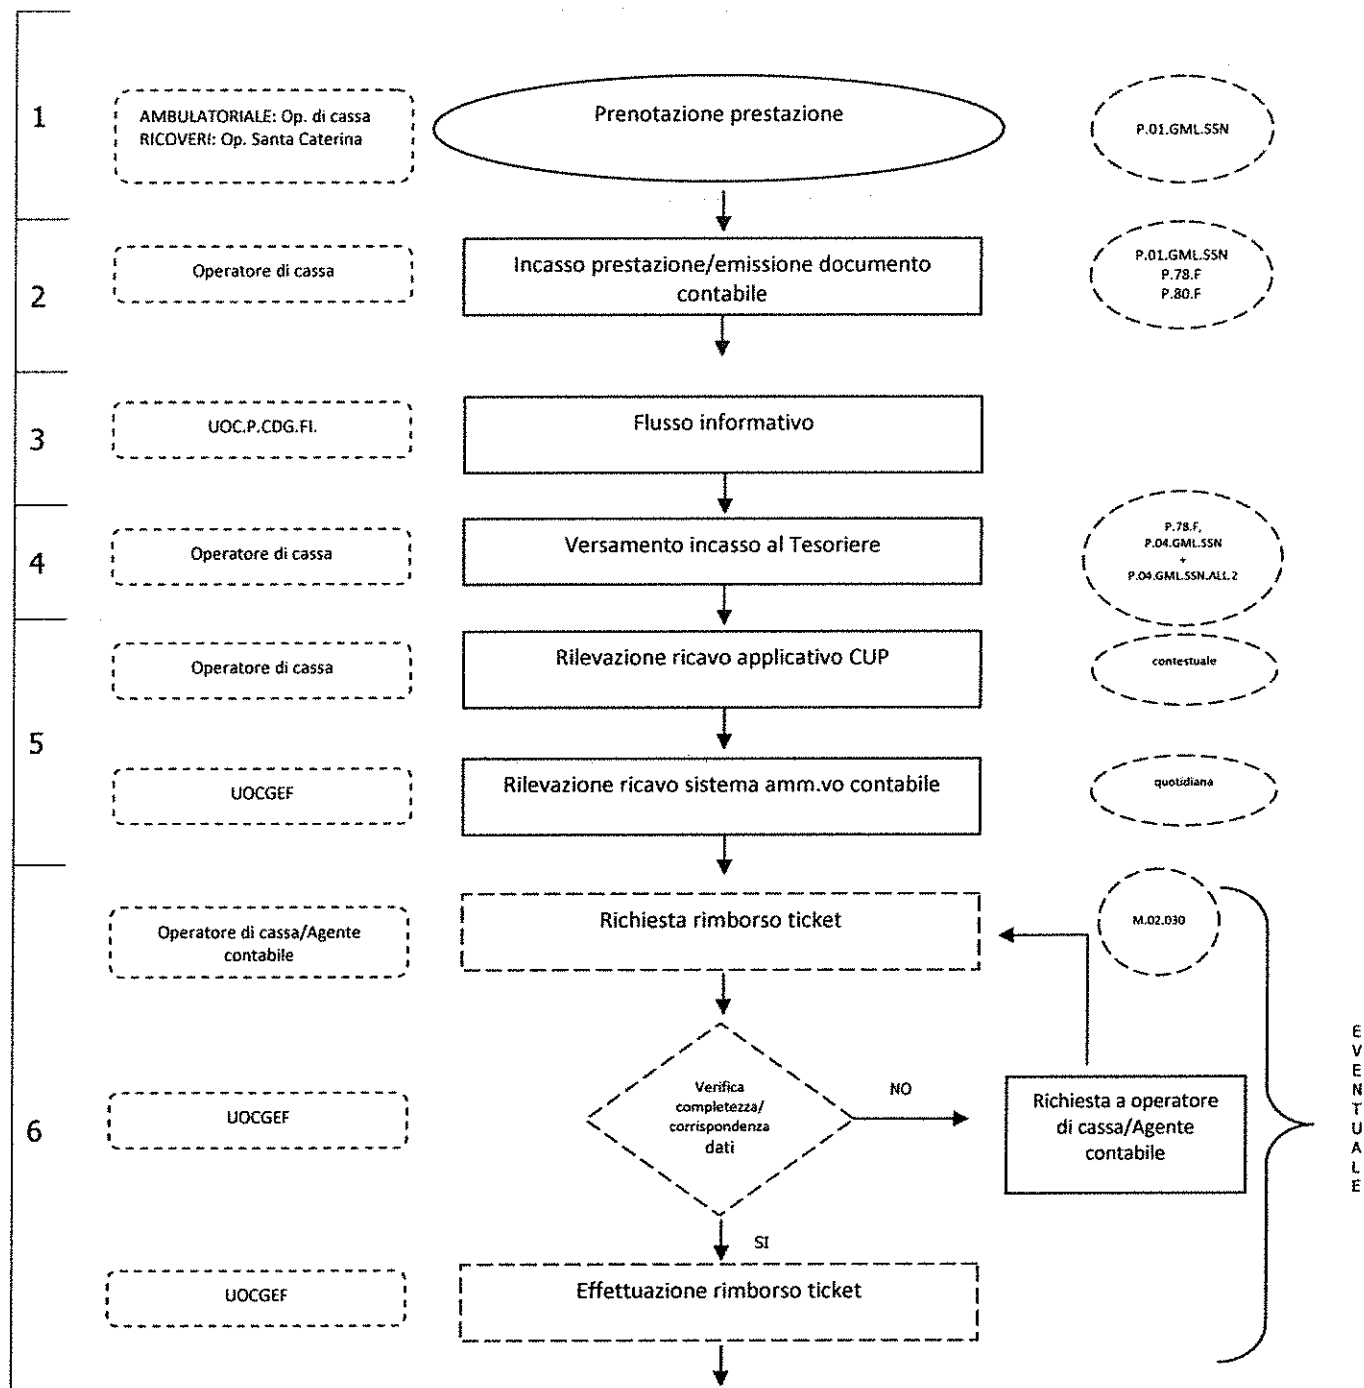 1
AMBULATORIALE: Op. di cassa
RICOVERI: Op. Santa Caterina
Prenotazione prestazione
P.01.GML.SSN
2
Operatore di cassa
Incasso prestazione/emissione documento
contabile
P.01.GML.SSN
P.78.F
P.80.F
3
UOC.P.CDG.FI.
Flusso informativo
4
Operatore di cassa
Versamento incasso al Tesoriere
P.78.F,
P.04.GML.SSN
+
P.04.GML.SSN.ALL.2
5
Operatore di cassa
Rilevazione ricavo applicativo CUP
contestuale
UOCGEF
Rilevazione ricavo sistema amm.vo contabile
quotidiana
6
Operatore di cassa/Agente
contabile
Richiesta rimborso ticket
M.02.030
UOCGEF
Verifica
completezza/
corrispondenza
dati
NO
Richiesta a operatore
di cassa/Agente
contabile
SI
UOCGEF
Effettuazione rimborso ticket
EVENTUALE